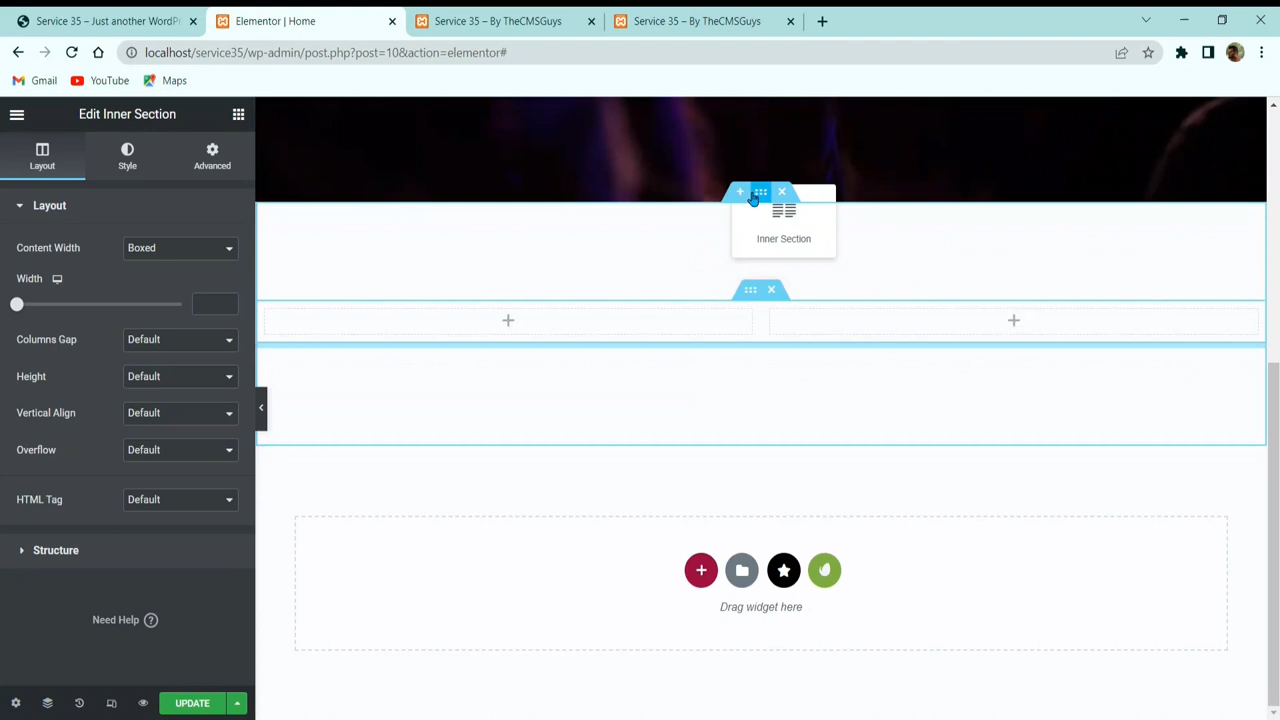 Service 35 – Just another WordPr
Elementor | Home
Service 35 – By TheCMSGuys
Service 35 – By TheCMSGuys
localhost/service35/wp-admin/post.php?post=10&action=elementor#
Gmail
YouTube
Maps
Edit Inner Section
Layout
Style
Advanced
Layout
Content Width
Boxed
Width
Columns Gap
Default
Height
Default
Vertical Align
Default
Overflow
Default
HTML Tag
Default
Structure
Need Help ?
UPDATE
Inner Section
Drag widget here